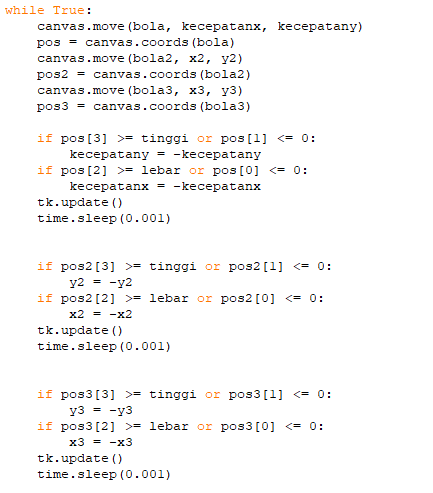 while True:
    canvas.move(bola, kecepatanx, kecepatany)
    pos = canvas.coords(bola)
    canvas.move(bola2, x2, y2)
    pos2 = canvas.coords(bola2)
    canvas.move(bola3, x3, y3)
    pos3 = canvas.coords(bola3)

    if pos[3] >= tinggi or pos[1] <= 0:
        kecepatany = -kecepatany
    if pos[2] >= lebar or pos[0] <= 0:
        kecepatanx = -kecepatanx
    tk.update()
    time.sleep(0.001)


    if pos2[3] >= tinggi or pos2[1] <= 0:
        y2 = -y2
    if pos2[2] >= lebar or pos2[0] <= 0:
        x2 = -x2
    tk.update()
    time.sleep(0.001)


    if pos3[3] >= tinggi or pos3[1] <= 0:
        y3 = -y3
    if pos3[2] >= lebar or pos3[0] <= 0:
        x3 = -x3
    tk.update()
    time.sleep(0.001)